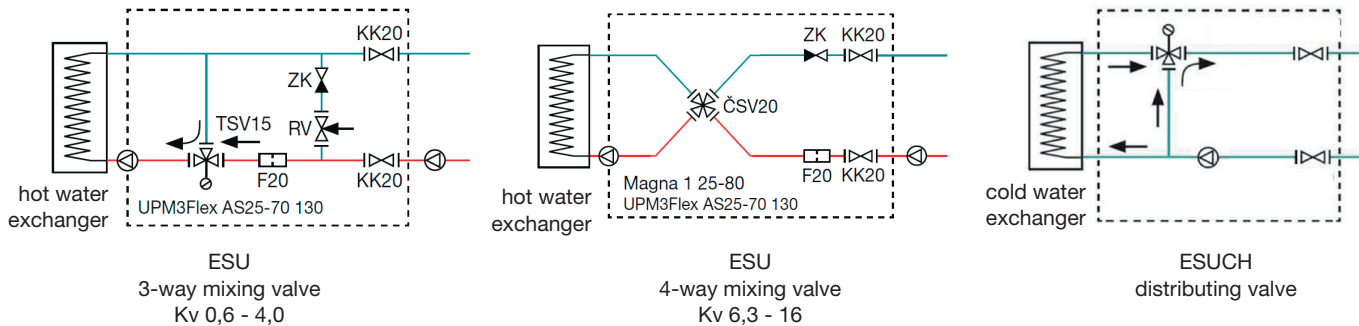 KK20
ZK
TSV15
RV
F20
KK20
UPM3Flex AS25-70 130
hot water
exchanger
ESU
3-way mixing valve
Kv 0,6 - 4,0
ZK
KK20
ČSV20
Magna 1 25-80
F20
KK20
UPM3Flex AS25-70 130
hot water
exchanger
ESU
4-way mixing valve
Kv 6,3 - 16
cold water
exchanger
ESUCH
distributing valve